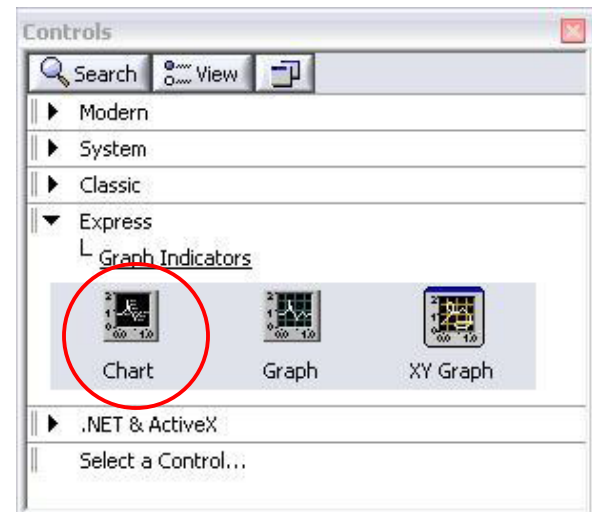 Controls
Search View
Modern
System
Classic
Express
Graph Indicators
Chart Graph XY Graph
.NET & ActiveX
Select a Control...